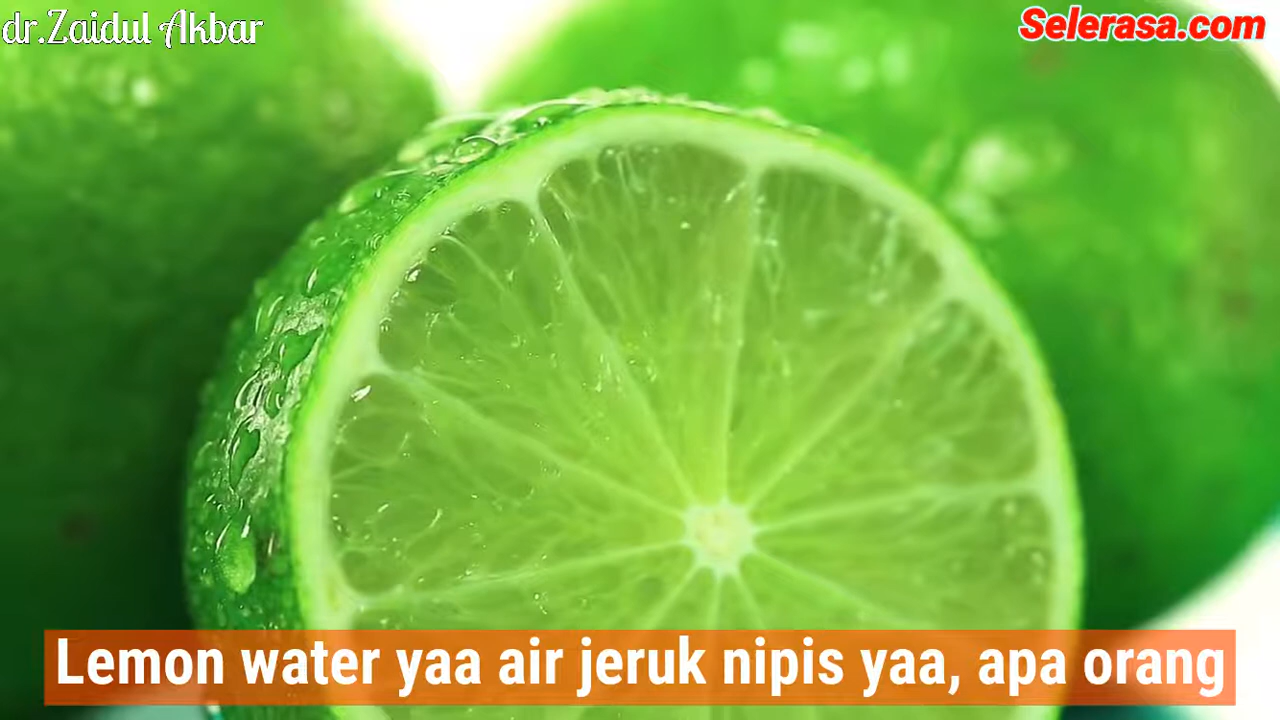 dr.Zaidul Akbar
Selerasa.com
Lemon water yaa air jeruk nipis yaa, apa orang